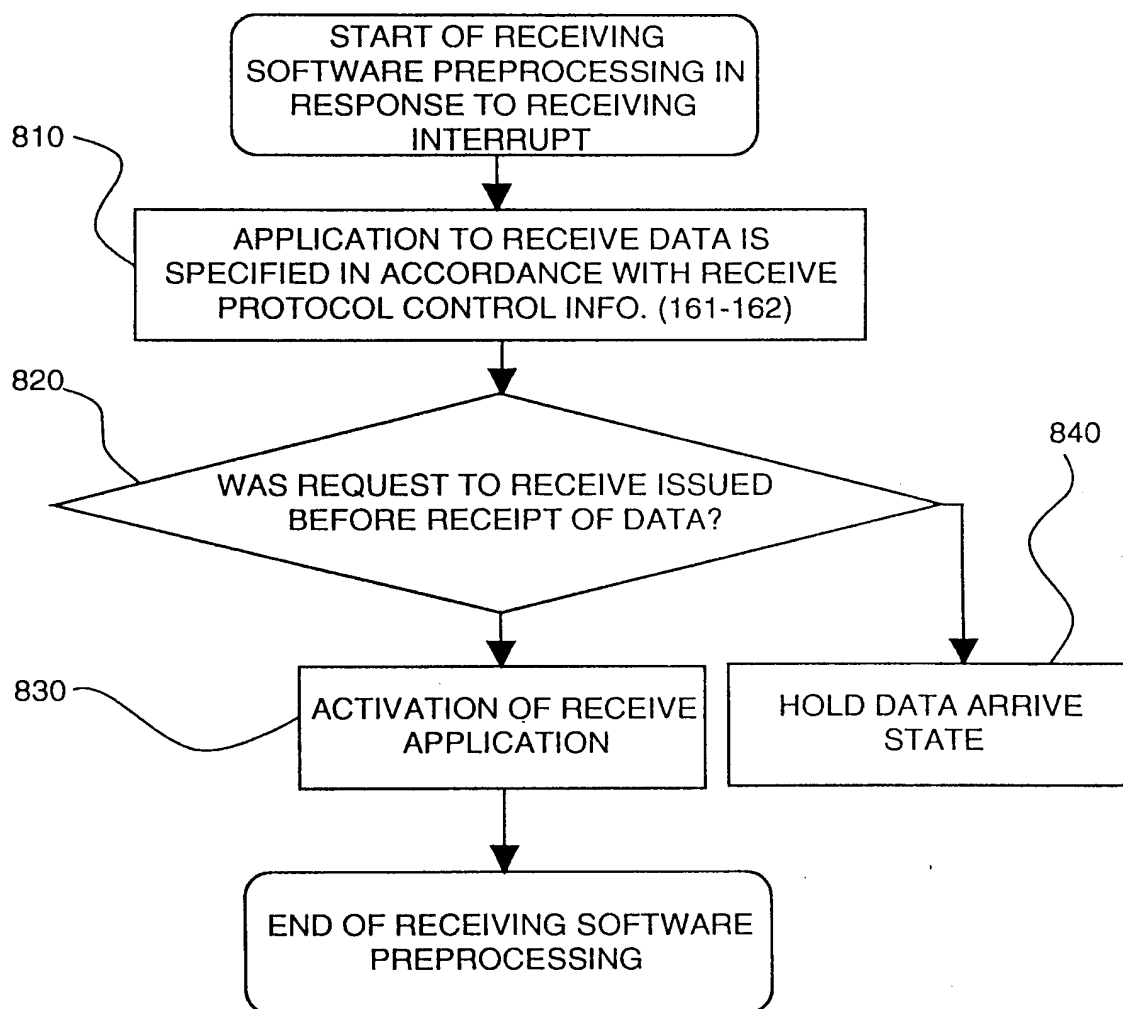 START OF RECEIVING
SOFTWARE PREPROCESSING IN
RESPONSE TO RECEIVING
INTERRUPT
810
APPLICATION TO RECEIVE DATA IS
SPECIFIED IN ACCORDANCE WITH RECEIVE
PROTOCOL CONTROL INFO. (161-162)
820
WAS REQUEST TO RECEIVE ISSUED
BEFORE RECEIPT OF DATA?
840
830
ACTIVATION OF RECEIVE
APPLICATION
HOLD DATA ARRIVE
STATE
END OF RECEIVING SOFTWARE
PREPROCESSING